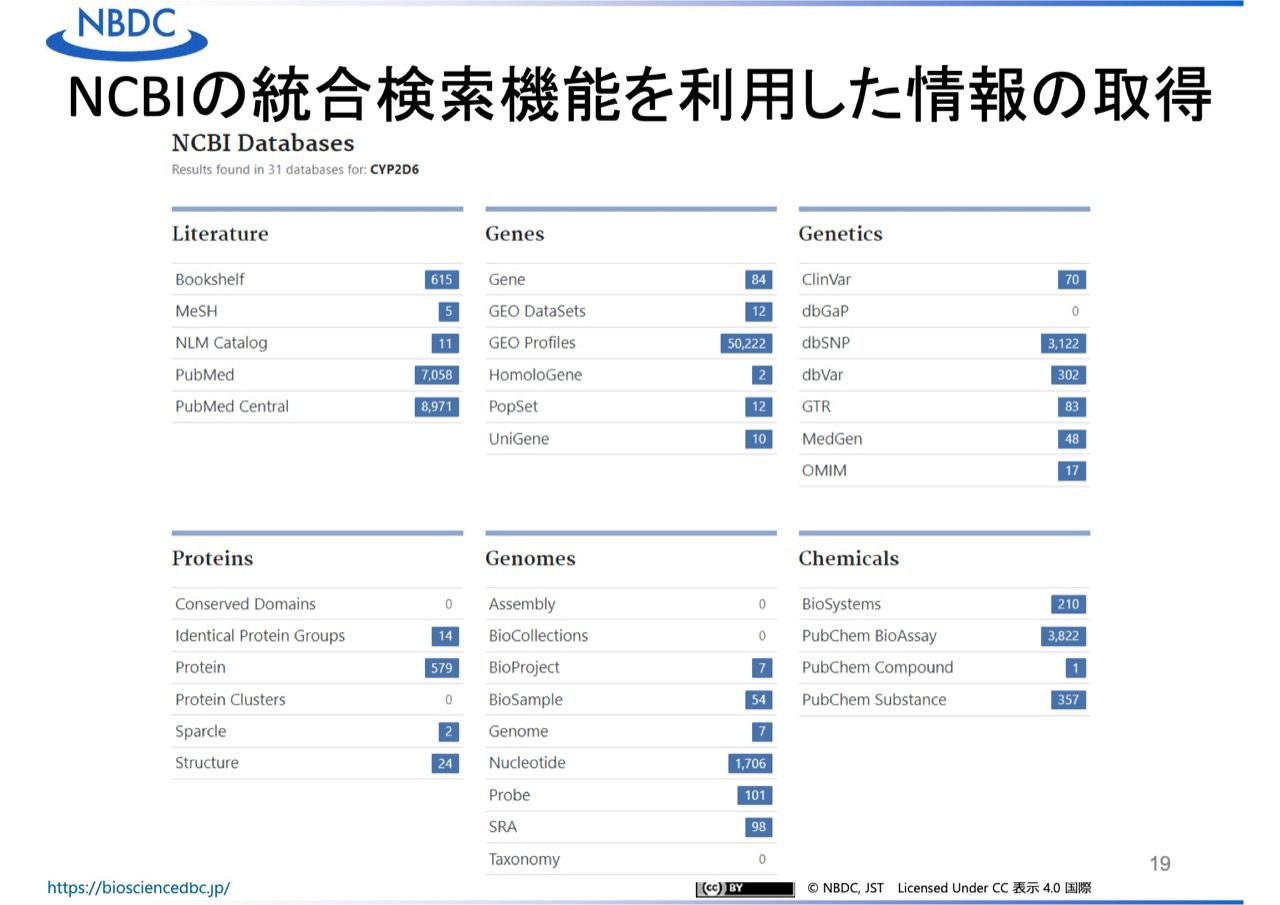 NBDC
NCBIの統合検索機能を利用した情報の取得
NCBI Databases
Results found in 31 databases for: CYP2D6
Literature
Bookshelf 615
MeSH 5
NLM Catalog 11
PubMed 7,058
PubMed Central 8,971
Genes
Gene 84
GEO DataSets 12
GEO Profiles 50,222
HomoloGene 2
PopSet 12
UniGene 10
Genetics
ClinVar 70
dbGaP 0
dbSNP 3,122
dbVar 302
GTR 83
MedGen 48
OMIM 17
Proteins
Conserved Domains 0
Identical Protein Groups 14
Protein 579
Protein Clusters 0
Sparcle 2
Structure 24
Genomes
Assembly 0
BioCollections 0
BioProject 7
BioSample 54
Genome 7
Nucleotide 1,706
Probe 101
SRA 98
Taxonomy 0
Chemicals
BioSystems 210
PubChem BioAssay 3,822
PubChem Compound 1
PubChem Substance 357
19
https://biosciencedbc.jp/
(cc) BY © NBDC, JST Licensed Under CC 表示 4.0 国際